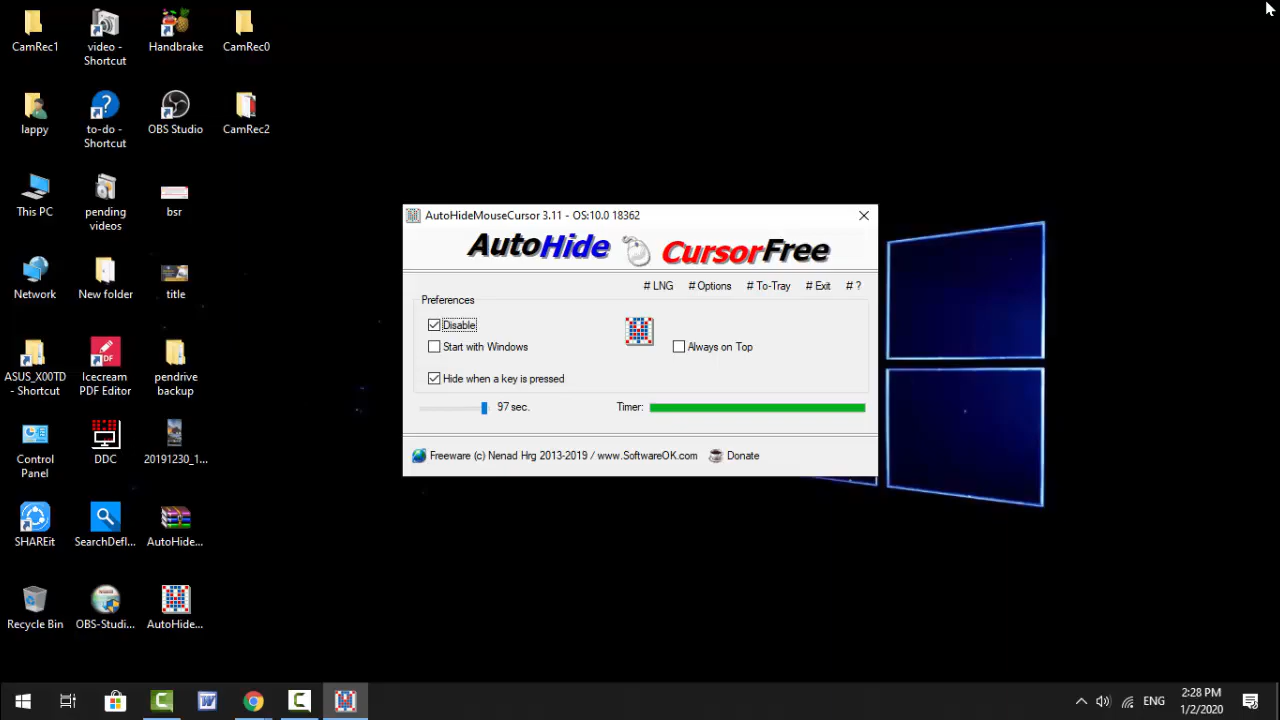 CamRec1
video -
Shortcut
Handbrake
CamRec0
lappy
to-do -
Shortcut
OBS Studio
CamRec2
This PC
pending
videos
bsr
Network
New folder
title
ASUS_X00TD
- Shortcut
Icecream
PDF Editor
pendrive
backup
Control
Panel
DDC
20191230_1...
SHAREit
SearchDefl...
AutoHide...
Recycle Bin
OBS-Studi...
AutoHide...
AutoHideMouseCursor 3.11 - OS:10.0 18362
AutoHide CursorFree
# LNG # Options # To-Tray # Exit # ?
Preferences
Disable
Start with Windows
Always on Top
Hide when a key is pressed
97 sec.
Timer:
Freeware (c) Nenad Hrg 2013-2019 / www.SoftwareOK.com
Donate
ENG
2:28 PM
1/2/2020